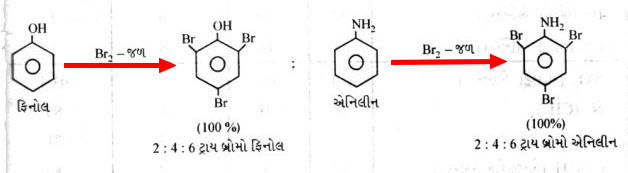 OH
Br₂ – જળ
ફિનોલ
OH
Br
Br
Br
(100 %)
2 : 4 : 6 ટ્રાય બ્રોમો ફિનોલ
;
NH₂
Br₂ – જળ
એનિલીન
NH₂
Br
Br
Br
(100%)
2 : 4 : 6 ટ્રાય બ્રોમો એનિલીન